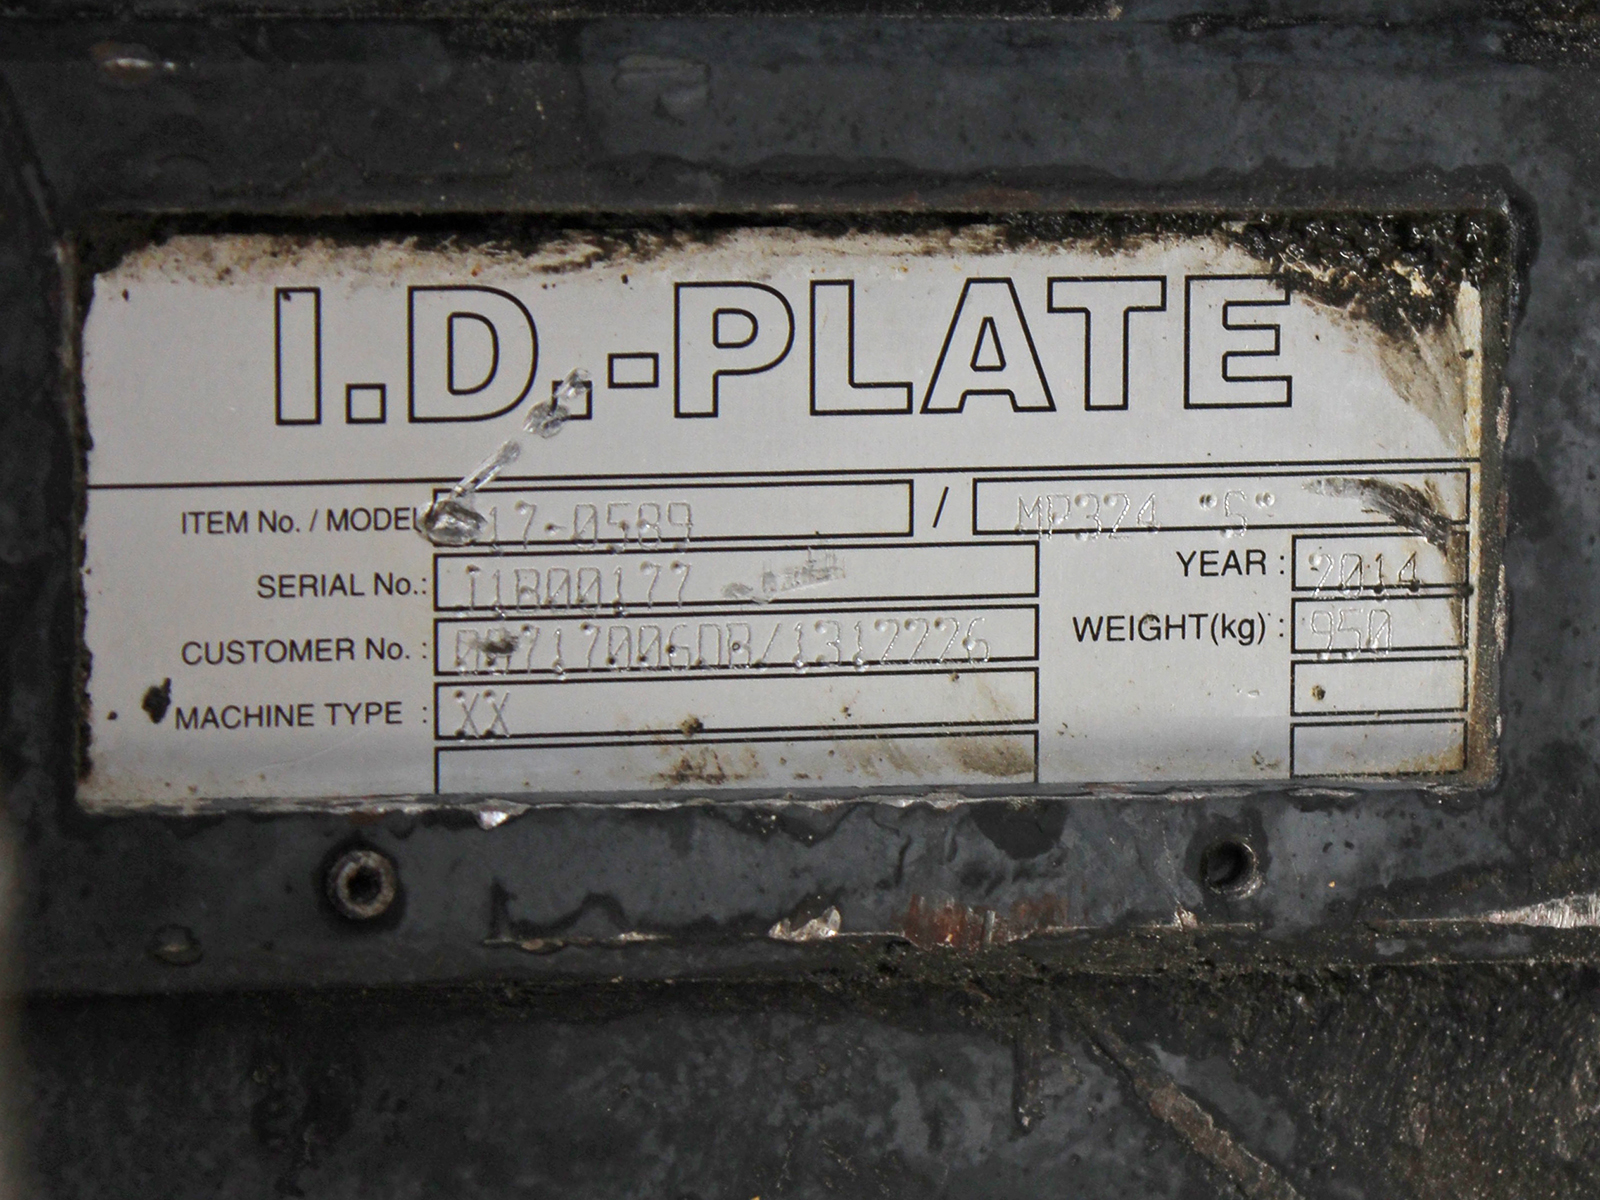 I.D.-PLATE
ITEM No. / MODEL 17-0589 / MP324 "S"
SERIAL No.: J1B00177 YEAR : 2014
CUSTOMER No. : WEIGHT(kg) : 950
MACHINE TYPE : XX